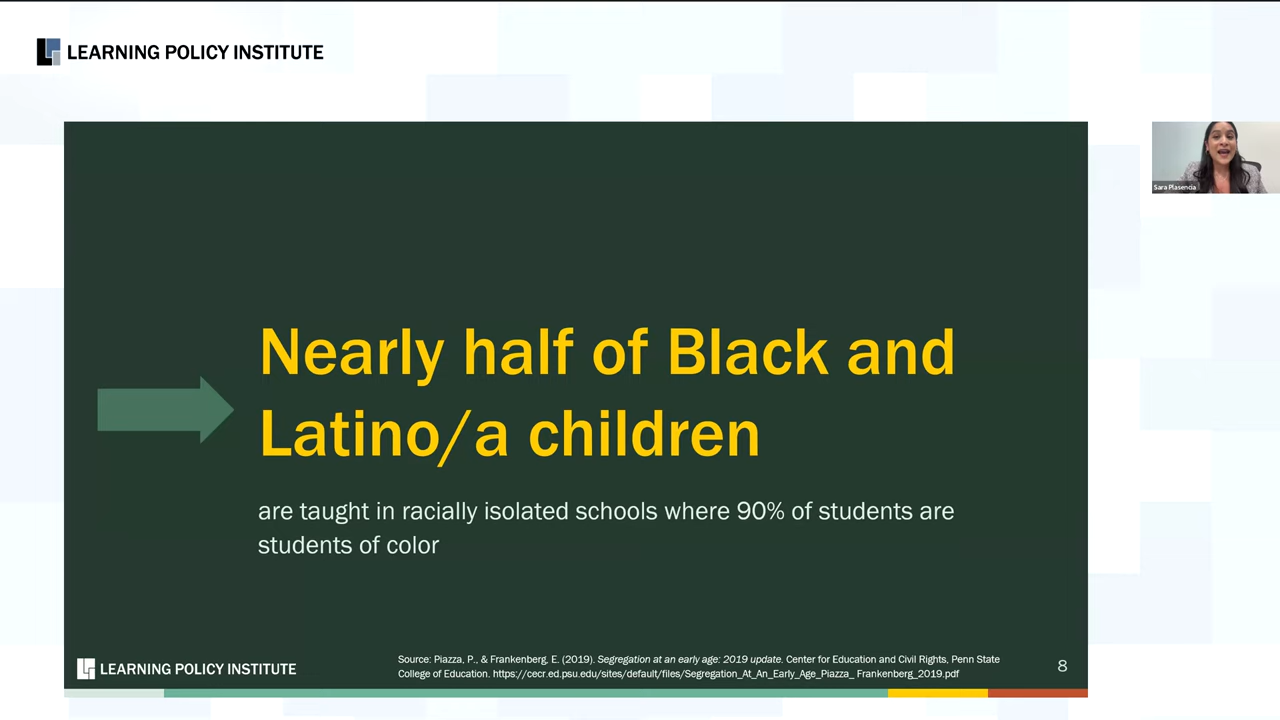 LEARNING POLICY INSTITUTE
Sara Plasencia
Nearly half of Black and
Latino/a children
are taught in racially isolated schools where 90% of students are
students of color
LEARNING POLICY INSTITUTE
Source: Piazza, P., & Frankenberg, E. (2019). Segregation at an early age: 2019 update. Center for Education and Civil Rights, Penn State
College of Education. https://cecr.ed.psu.edu/sites/default/files/Segregation_At_An_Early_Age_Piazza_ Frankenberg_2019.pdf
8